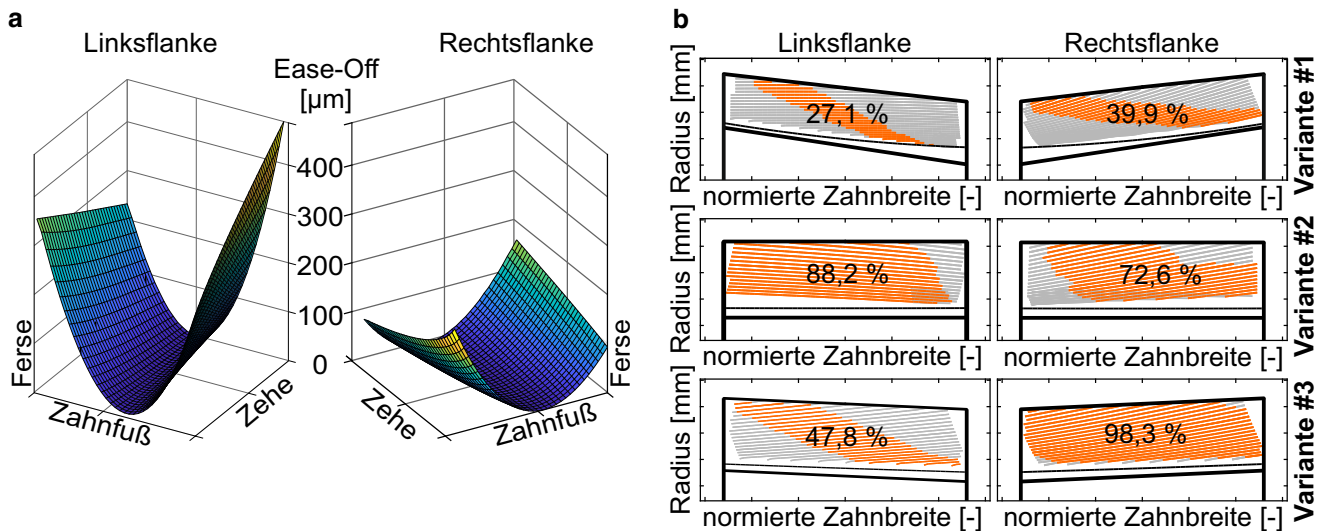 a
Linksflanke
Rechtsflanke
Ease-Off
[µm]
400
300
200
100
0
Ferse
Zahnfuß
Zehe
Zehe
Zahnfuß
Ferse
b
Linksflanke
Rechtsflanke
Radius [mm]
27,1 %
39,9 %
Variante #1
normierte Zahnbreite [-]
normierte Zahnbreite [-]
Radius [mm]
88,2 %
72,6 %
Variante #2
normierte Zahnbreite [-]
normierte Zahnbreite [-]
Radius [mm]
47,8 %
98,3 %
Variante #3
normierte Zahnbreite [-]
normierte Zahnbreite [-]